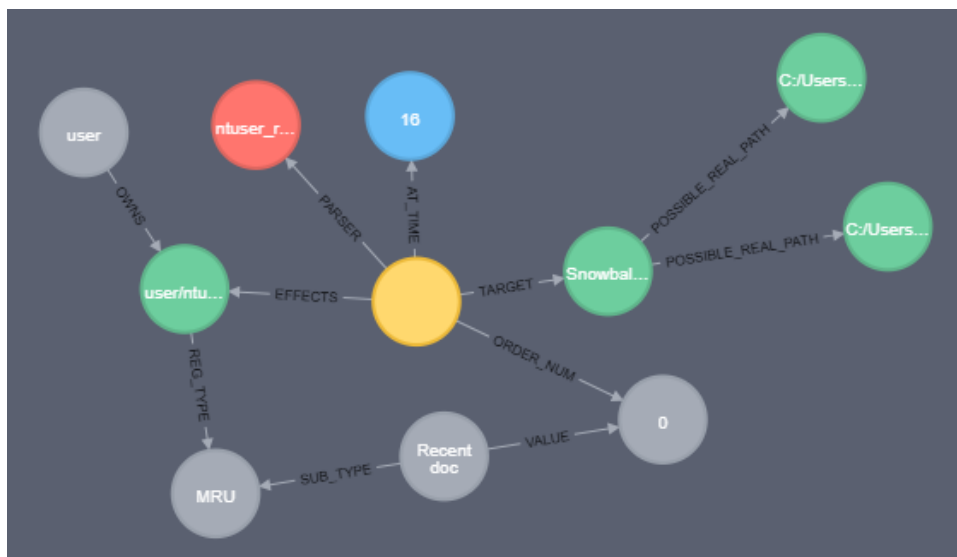 C:/Users...
user
ntuser_r...
16
POSSIBLE_REAL_PATH
OWNS
PARSER
AT_TIME
C:/Users...
POSSIBLE_REAL_PATH
Snowbal...
user/ntu...
EFFECTS
TARGET
ORDER_NUM
REG_TYPE
0
Recent
doc
VALUE
SUB_TYPE
MRU